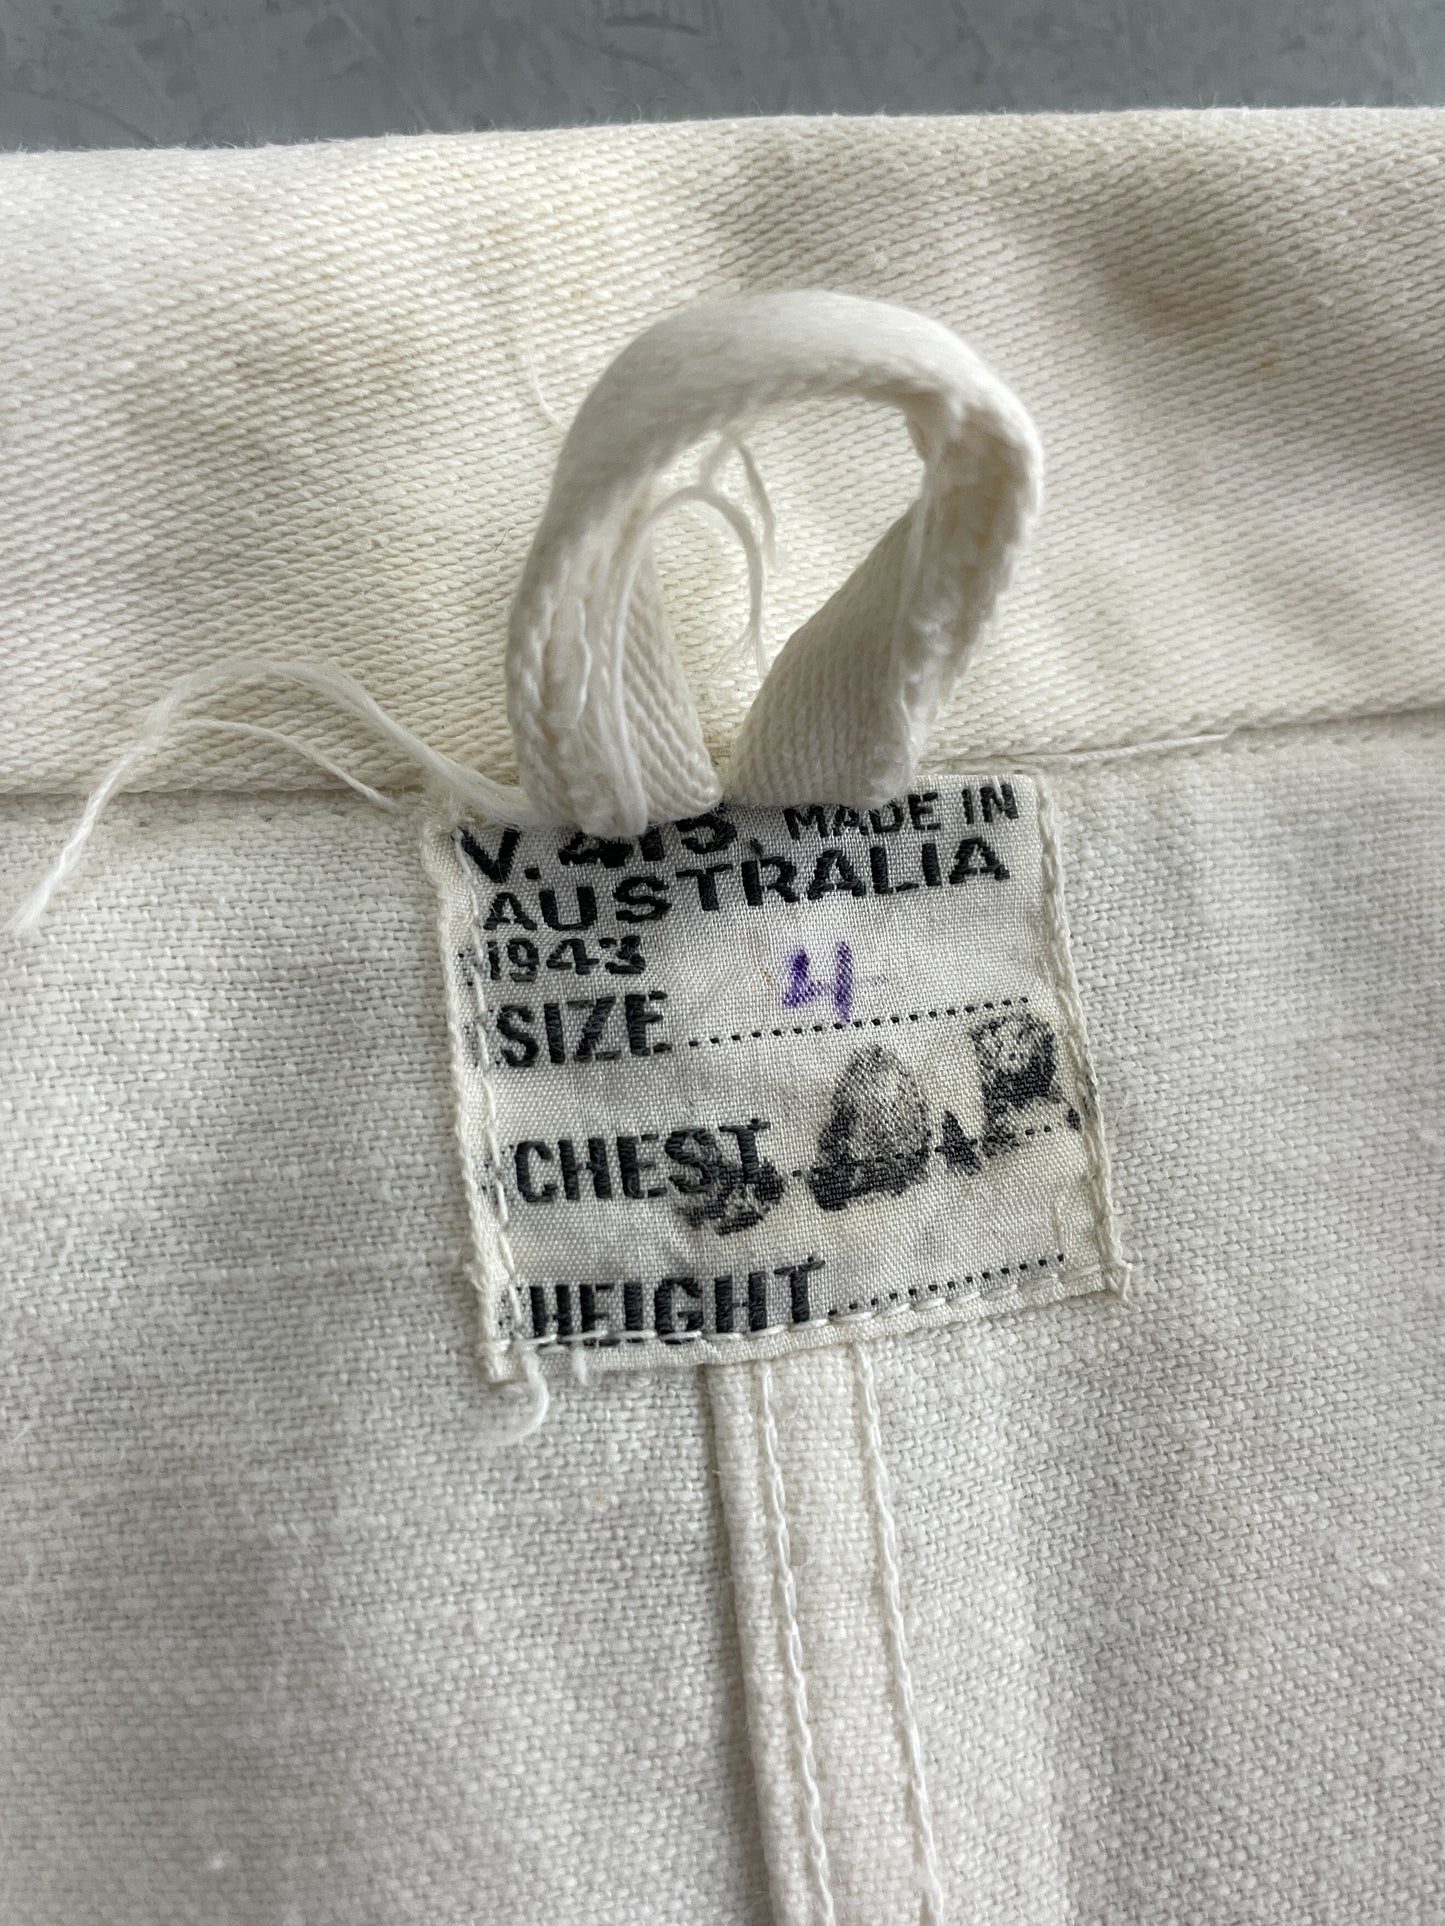 V. 415. MADE IN
AUSTRALIA
1943
SIZE 4
CHEST
HEIGHT